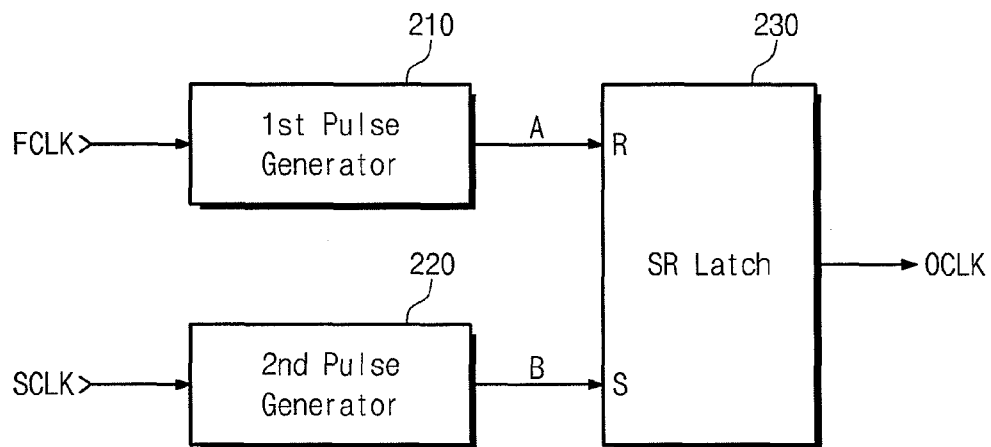 210
230
1st Pulse
Generator
FCLK
A
R
220
SR Latch
OCLK
2nd Pulse
Generator
SCLK
B
S